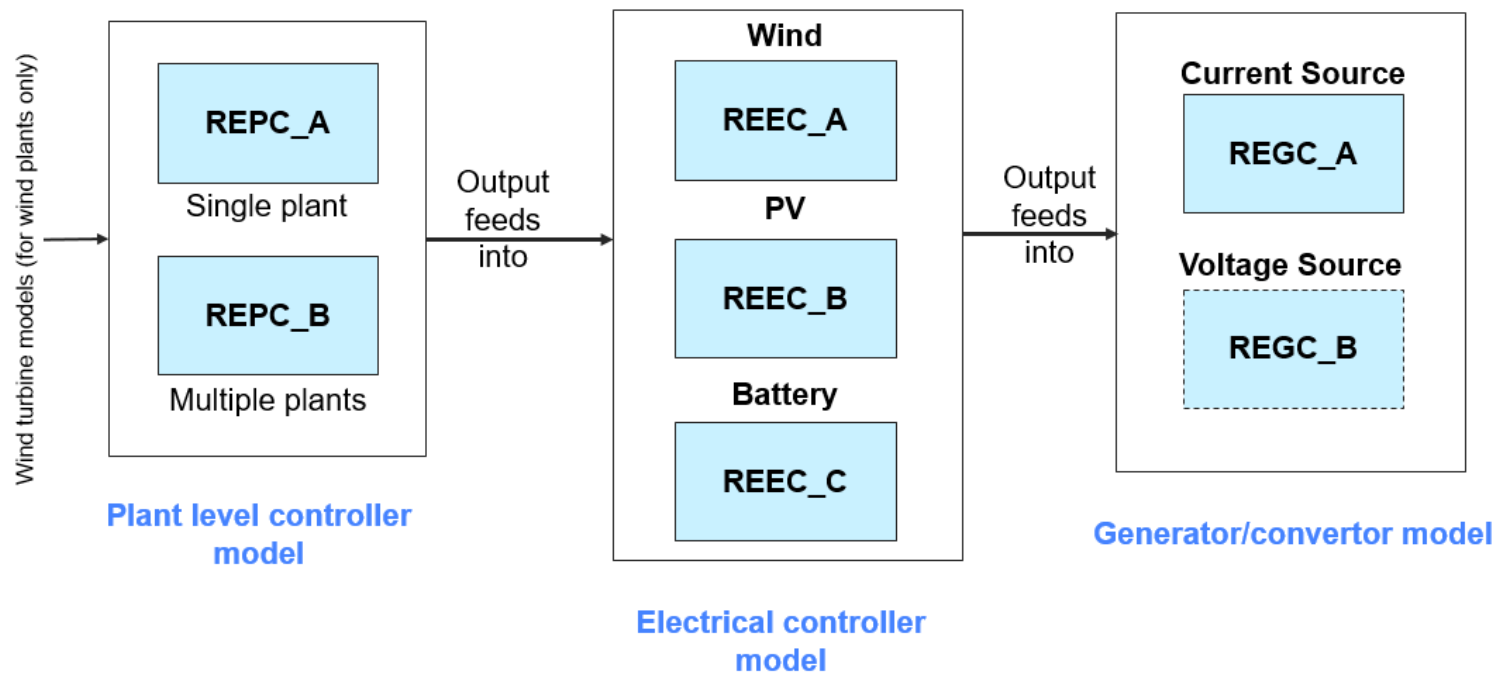 Wind turbine models (for wind plants only)
REPC_A
Single plant
REPC_B
Multiple plants
Plant level controller
model
Output
feeds
into
Wind
REEC_A
PV
REEC_B
Battery
REEC_C
Electrical controller
model
Output
feeds
into
Current Source
REGC_A
Voltage Source
REGC_B
Generator/convertor model